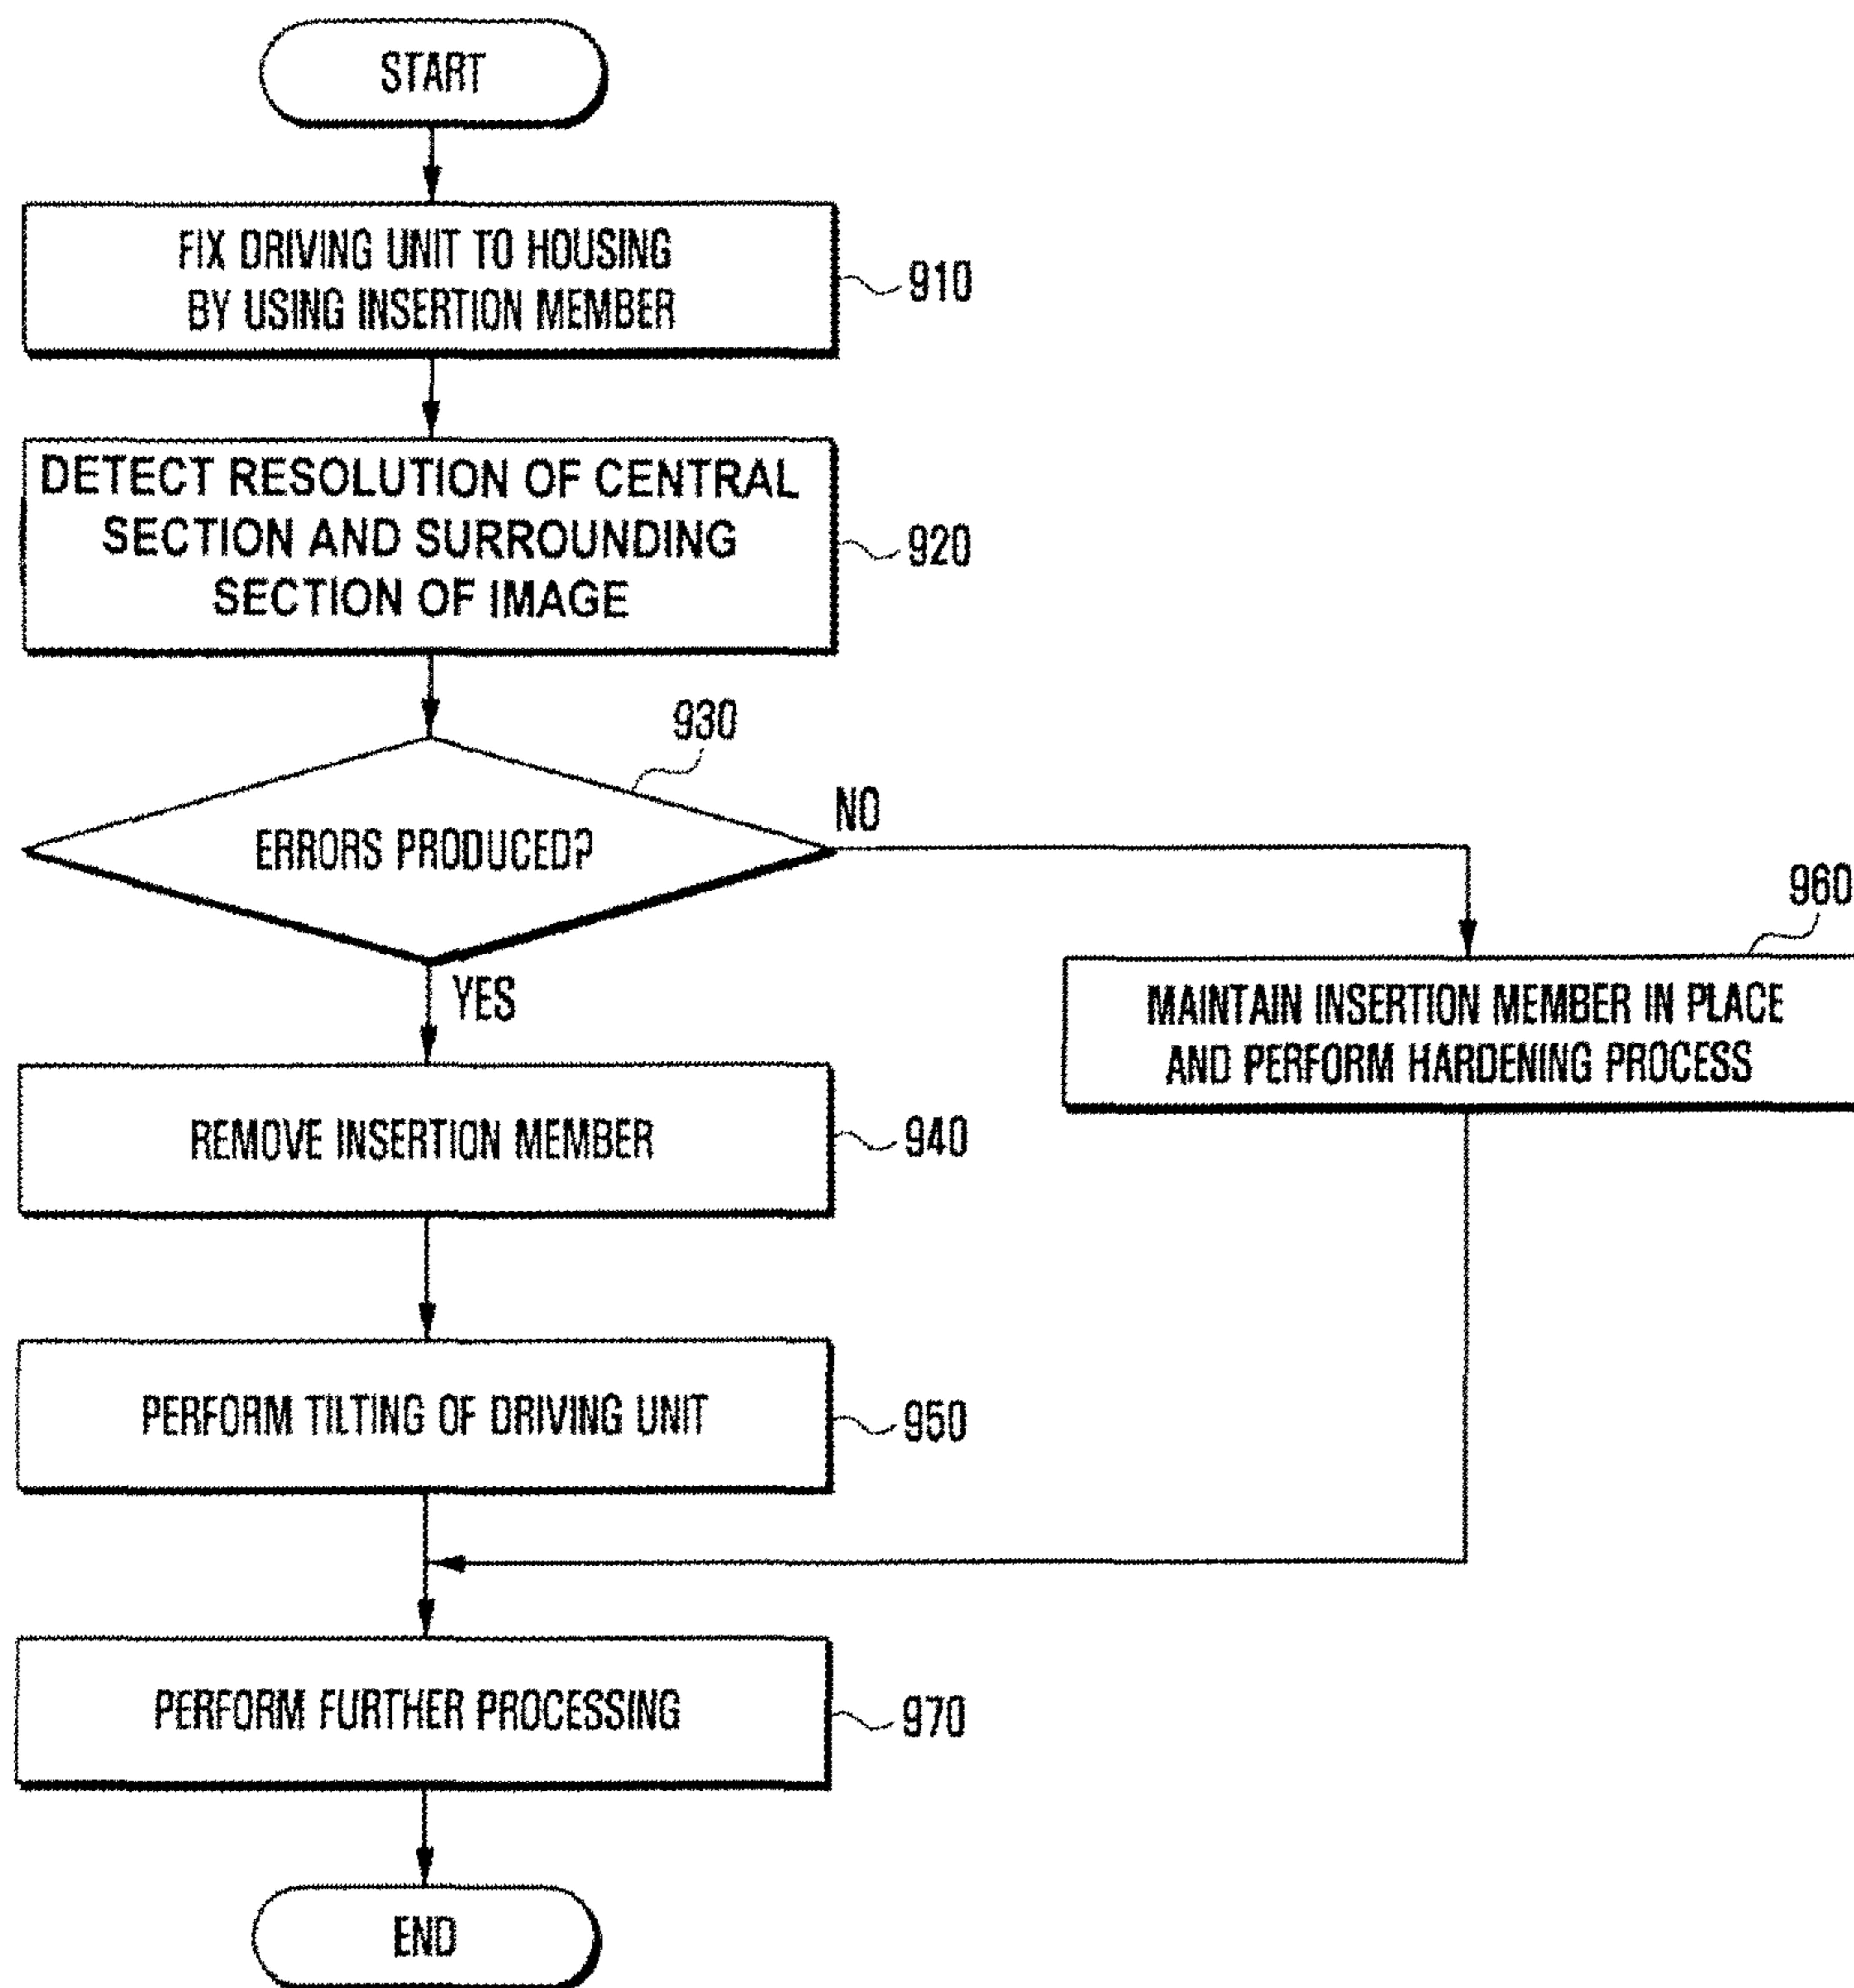 START
FIX DRIVING UNIT TO HOUSING
BY USING INSERTION MEMBER
910
DETECT RESOLUTION OF CENTRAL
SECTION AND SURROUNDING
SECTION OF IMAGE
920
930
ERRORS PRODUCED?
NO
YES
960
MAINTAIN INSERTION MEMBER IN PLACE
AND PERFORM HARDENING PROCESS
REMOVE INSERTION MEMBER
940
PERFORM TILTING OF DRIVING UNIT
950
PERFORM FURTHER PROCESSING
970
END